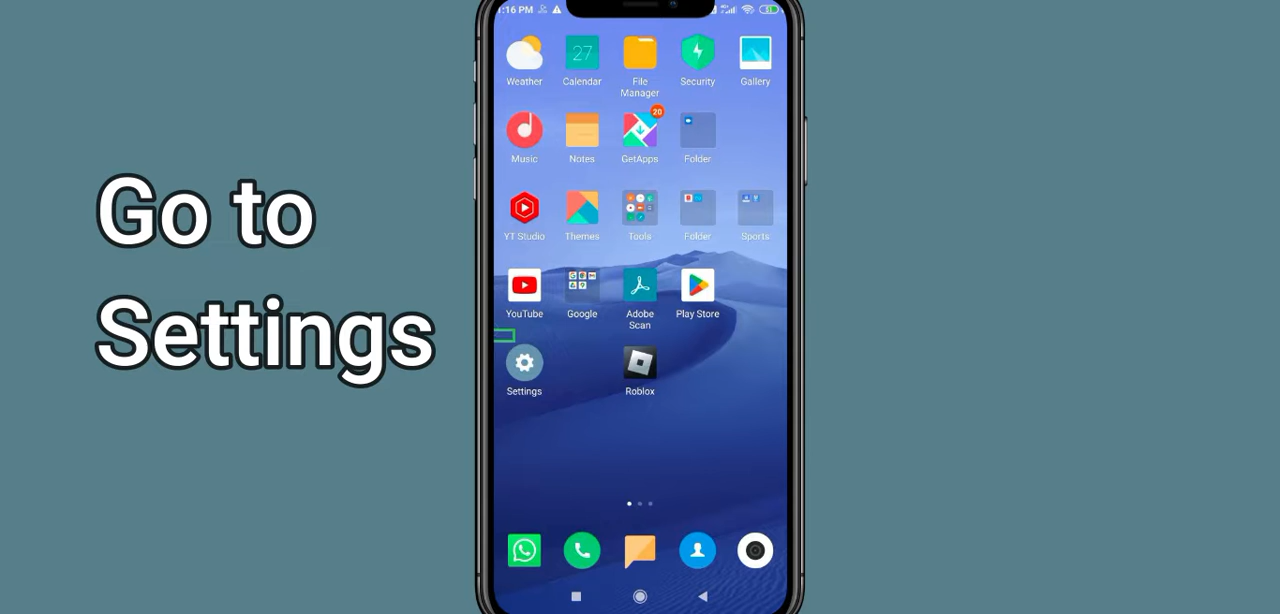 Go to
Settings
:16 PM
Weather
Calendar
File
Manager
Security
Gallery
27
20
Music
Notes
GetApps
Folder
YT Studio
Themes
Tools
Folder
Sports
YouTube
Google
Adobe
Scan
Play Store
Settings
Roblox